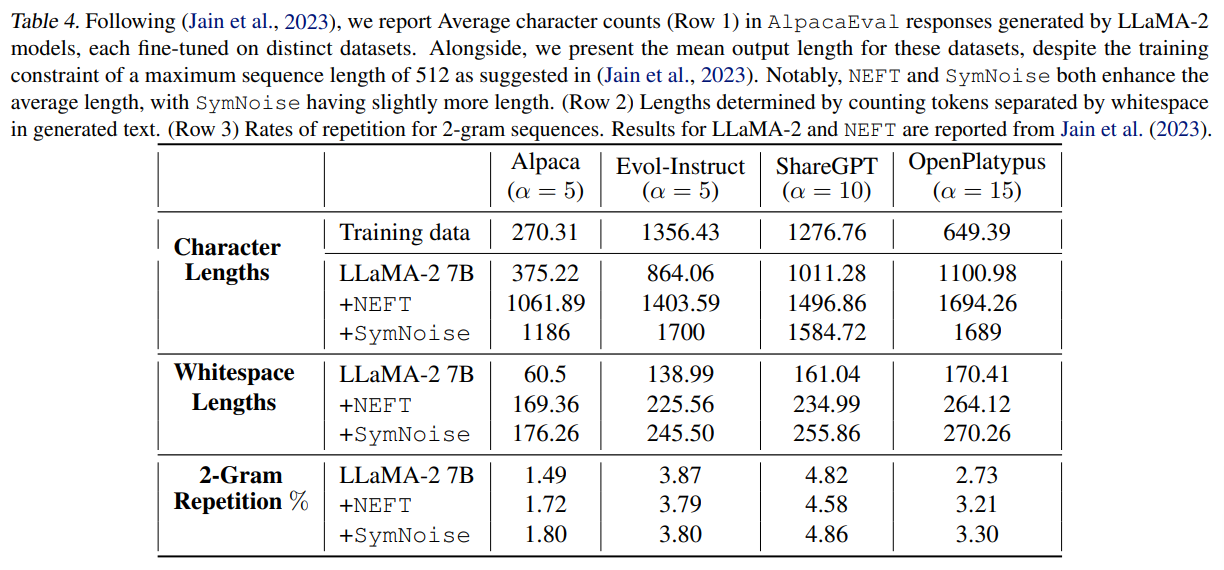 Table 4. Following (Jain et al., 2023), we report Average character counts (Row 1) in AlpacaEval responses generated by LLaMA-2
models, each fine-tuned on distinct datasets. Alongside, we present the mean output length for these datasets, despite the training
constraint of a maximum sequence length of 512 as suggested in (Jain et al., 2023). Notably, NEFT and SymNoise both enhance the
average length, with SymNoise having slightly more length. (Row 2) Lengths determined by counting tokens separated by whitespace
in generated text. (Row 3) Rates of repetition for 2-gram sequences. Results for LLaMA-2 and NEFT are reported from Jain et al. (2023).
Alpaca Evol-Instruct ShareGPT OpenPlatypus
(α = 5) (α = 5) (α = 10) (α = 15)
Character Lengths
Training data 270.31 1356.43 1276.76 649.39
LLaMA-2 7B 375.22 864.06 1011.28 1100.98
+NEFT 1061.89 1403.59 1496.86 1694.26
+SymNoise 1186 1700 1584.72 1689
Whitespace Lengths
LLaMA-2 7B 60.5 138.99 161.04 170.41
+NEFT 169.36 225.56 234.99 264.12
+SymNoise 176.26 245.50 255.86 270.26
2-Gram Repetition %
LLaMA-2 7B 1.49 3.87 4.82 2.73
+NEFT 1.72 3.79 4.58 3.21
+SymNoise 1.80 3.80 4.86 3.30